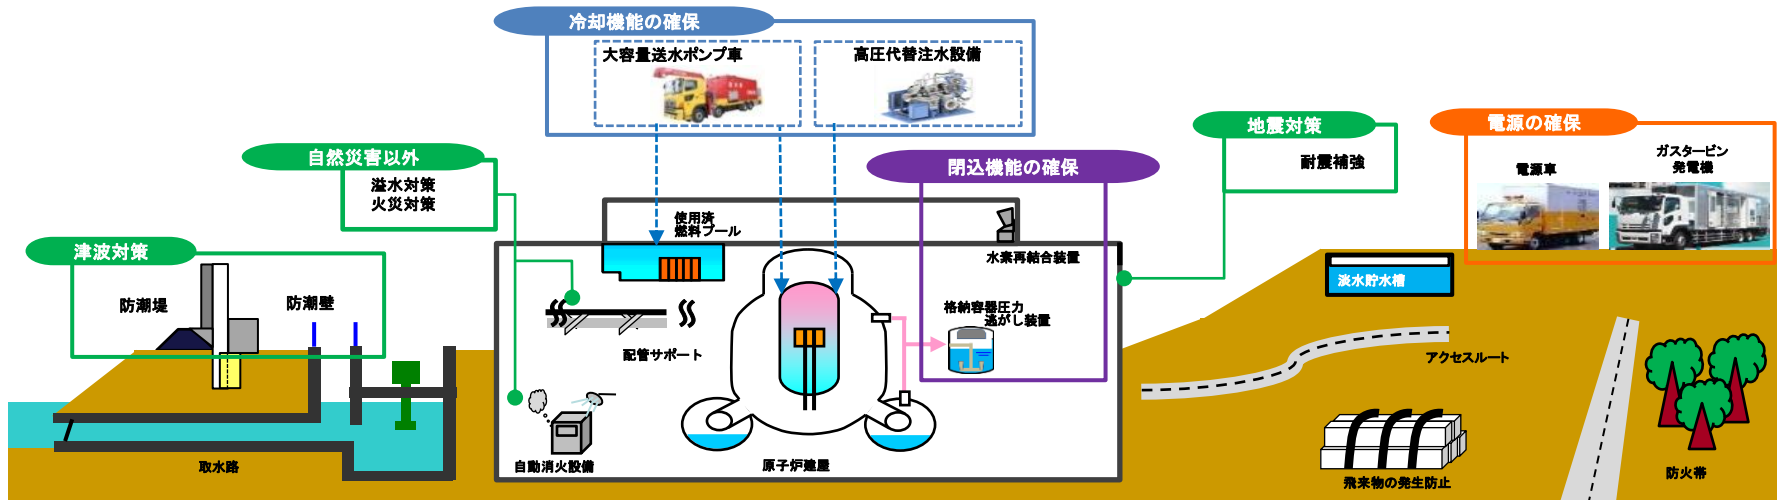 冷却機能の確保
大容量送水ポンプ車
高圧代替注水設備
地震対策
耐震補強
電源の確保
電源車
ガスタービン
発電機
自然災害以外
溢水対策
火災対策
閉込機能の確保
津波対策
防潮堤
防潮壁
使用済
燃料プール
水素再結合装置
淡水貯水槽
格納容器圧力
逃がし装置
配管サポート
アクセスルート
取水路
自動消火設備
原子炉建屋
飛来物の発生防止
防火帯